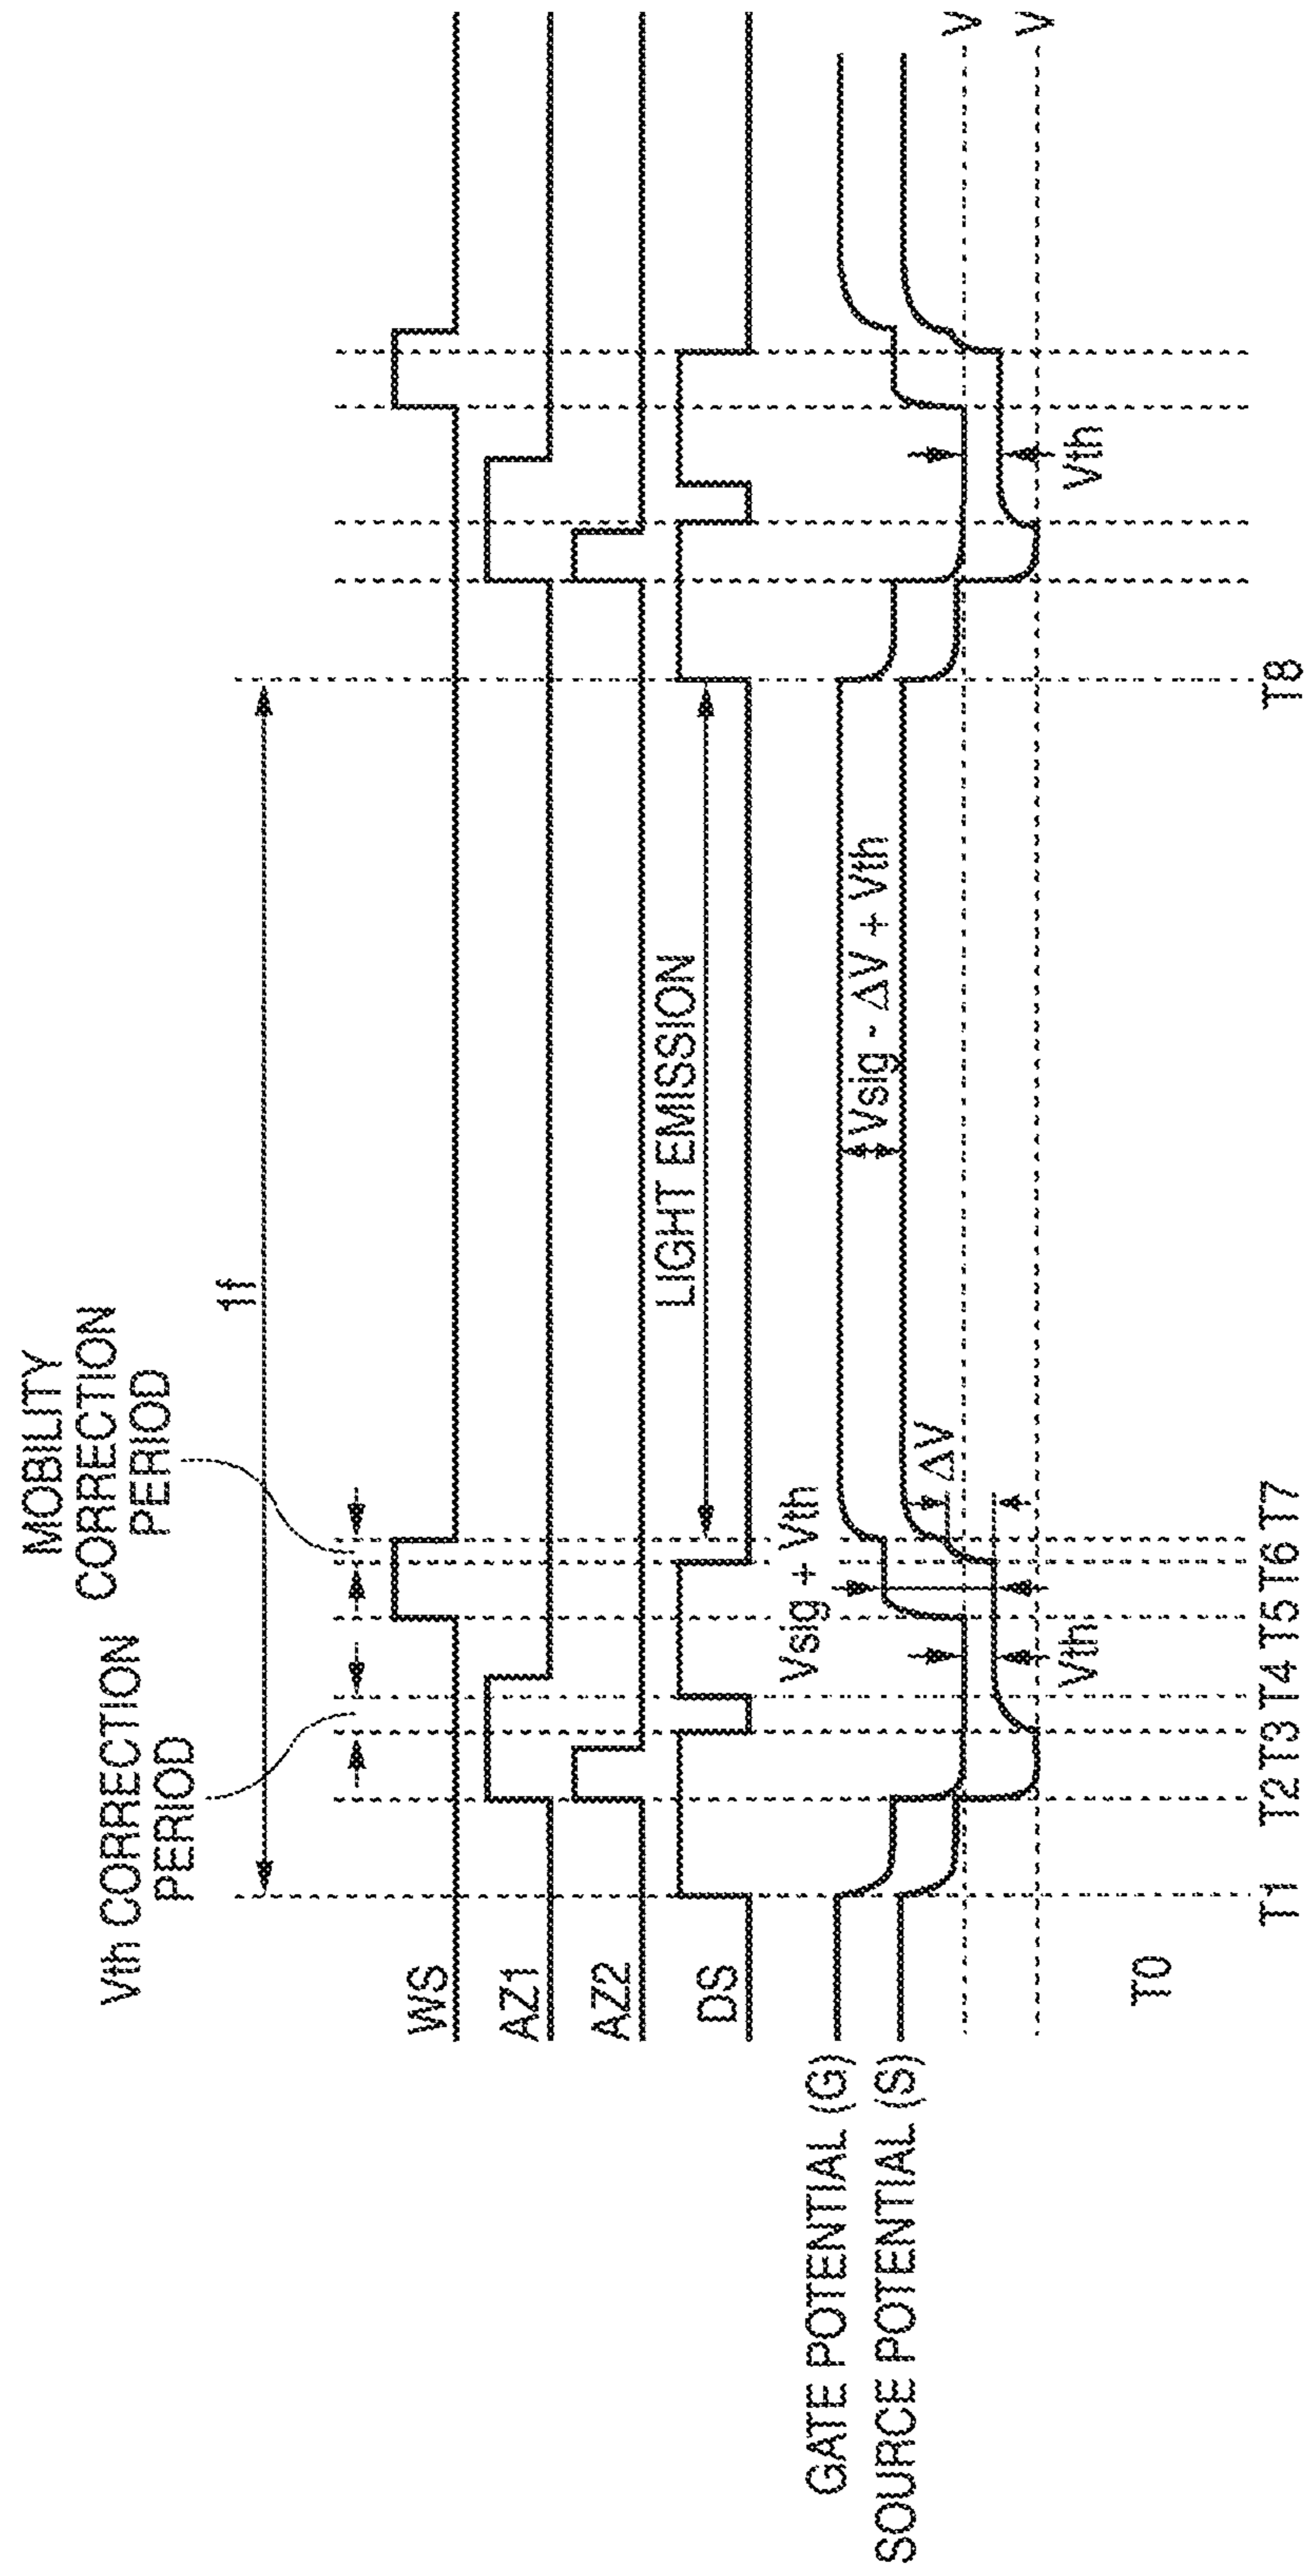 MOBILITY
CORRECTION
PERIOD
Vth CORRECTION
PERIOD
1f
WS
AZ1
AZ2
DS
LIGHT EMISSION
GATE POTENTIAL (G)
SOURCE POTENTIAL (S)
Vsig + Vth
Vsig - ΔV + Vth
ΔV
Vth
Vth
V
V
T0
T1
T2
T3
T4
T5
T6
T7
T8